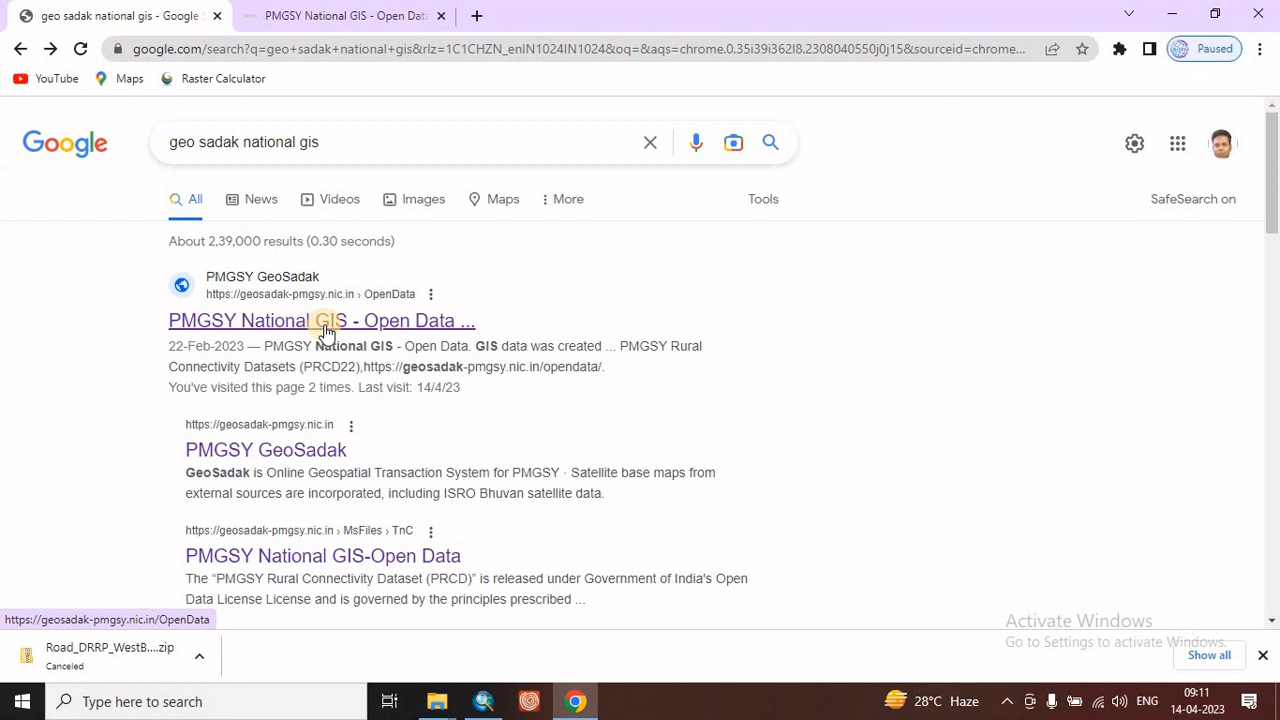 geo sadak national gis - Google
PMGSY National GIS - Open Data
google.com/search?q=geo+sadak+national+gis&rlz=1C1CHZN_enIN1024IN1024&oq=&aqs=chrome.0.35i39i362l8.2308040550j0j15&sourceid=chrome...
Paused
YouTube
Maps
Raster Calculator
Google
geo sadak national gis
All
News
Videos
Images
Maps
More
Tools
SafeSearch on
About 2,39,000 results (0.30 seconds)
PMGSY GeoSadak
https://geosadak-pmgsy.nic.in › OpenData
PMGSY National GIS - Open Data ...
22-Feb-2023 — PMGSY National GIS - Open Data. GIS data was created ... PMGSY Rural
Connectivity Datasets (PRCD22),https://geosadak-pmgsy.nic.in/opendata/.
You've visited this page 2 times. Last visit: 14/4/23
https://geosadak-pmgsy.nic.in
PMGSY GeoSadak
GeoSadak is Online Geospatial Transaction System for PMGSY · Satellite base maps from
external sources are incorporated, including ISRO Bhuvan satellite data.
https://geosadak-pmgsy.nic.in › MsFiles › TnC
PMGSY National GIS-Open Data
The “PMGSY Rural Connectivity Dataset (PRCD)” is released under Government of India's Open
Data License License and is governed by the principles prescribed ...
https://geosadak-pmgsy.nic.in/OpenData
Activate Windows
Go to Settings to activate Windows.
Road_DRRP_WestB....zip
Canceled
Show all
Type here to search
28°C Haze
ENG
09:11
14-04-2023